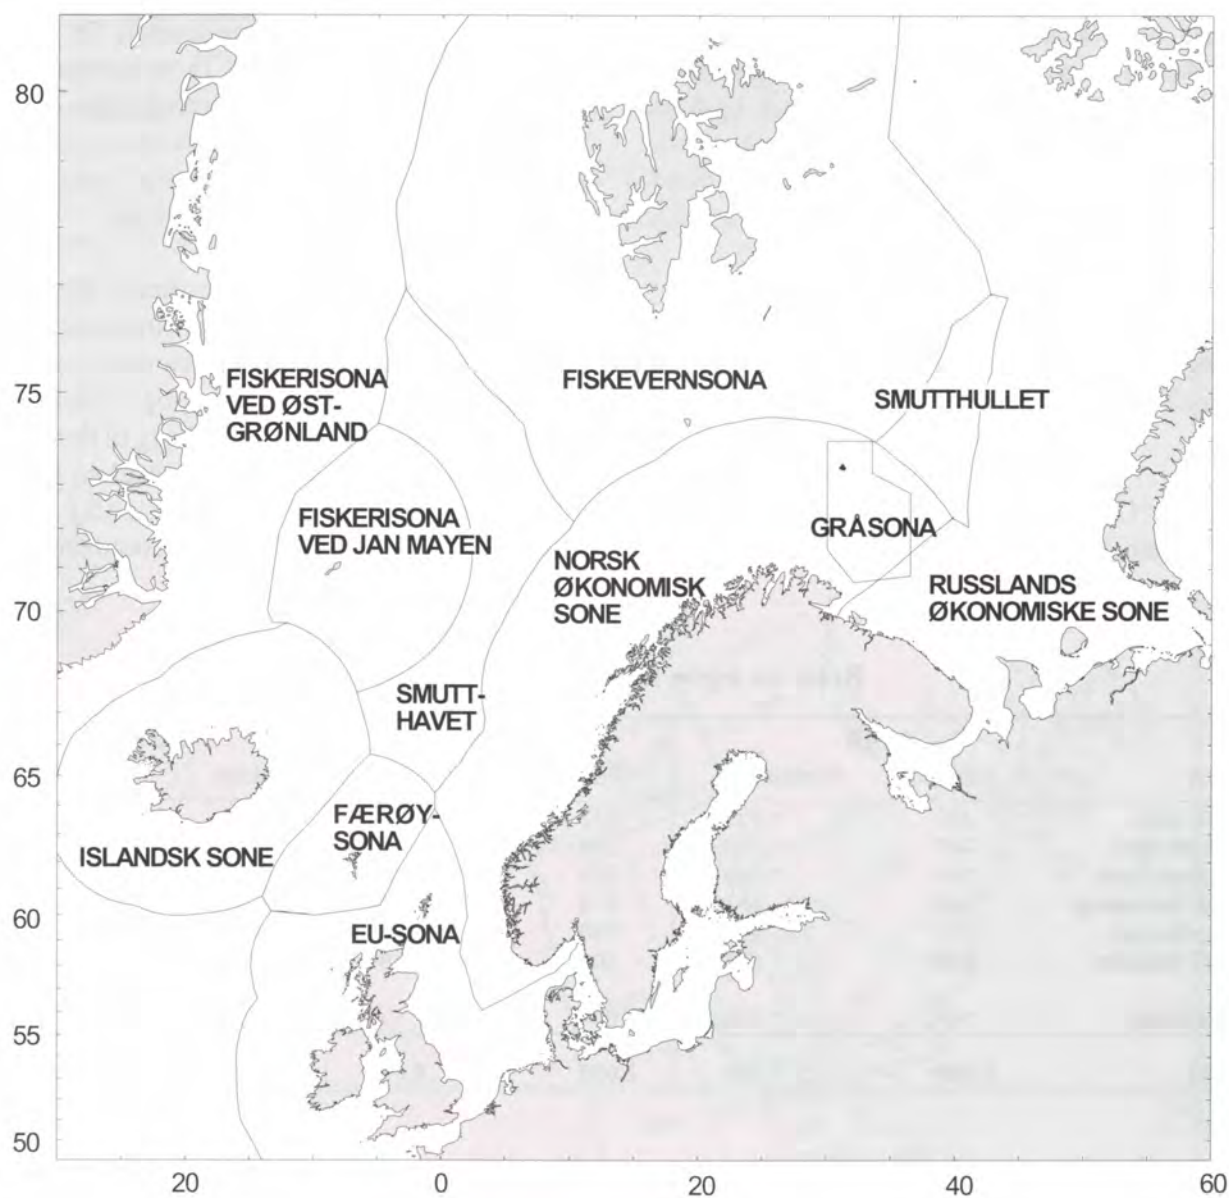 80
75
70
65
60
55
50
FISKERISONA
VED ØST-
GRØNLAND
FISKEVERNSONA
SMUTTHULLET
FISKERISONA
VED JAN MAYEN
GRÅSONA
NORSK
ØKONOMISK
SONE
RUSSLANDS
ØKONOMISKE SONE
SMUTT-
HAVET
FÆRØY-
SONA
ISLANDSK SONE
EU-SONA
20
0
20
40
60